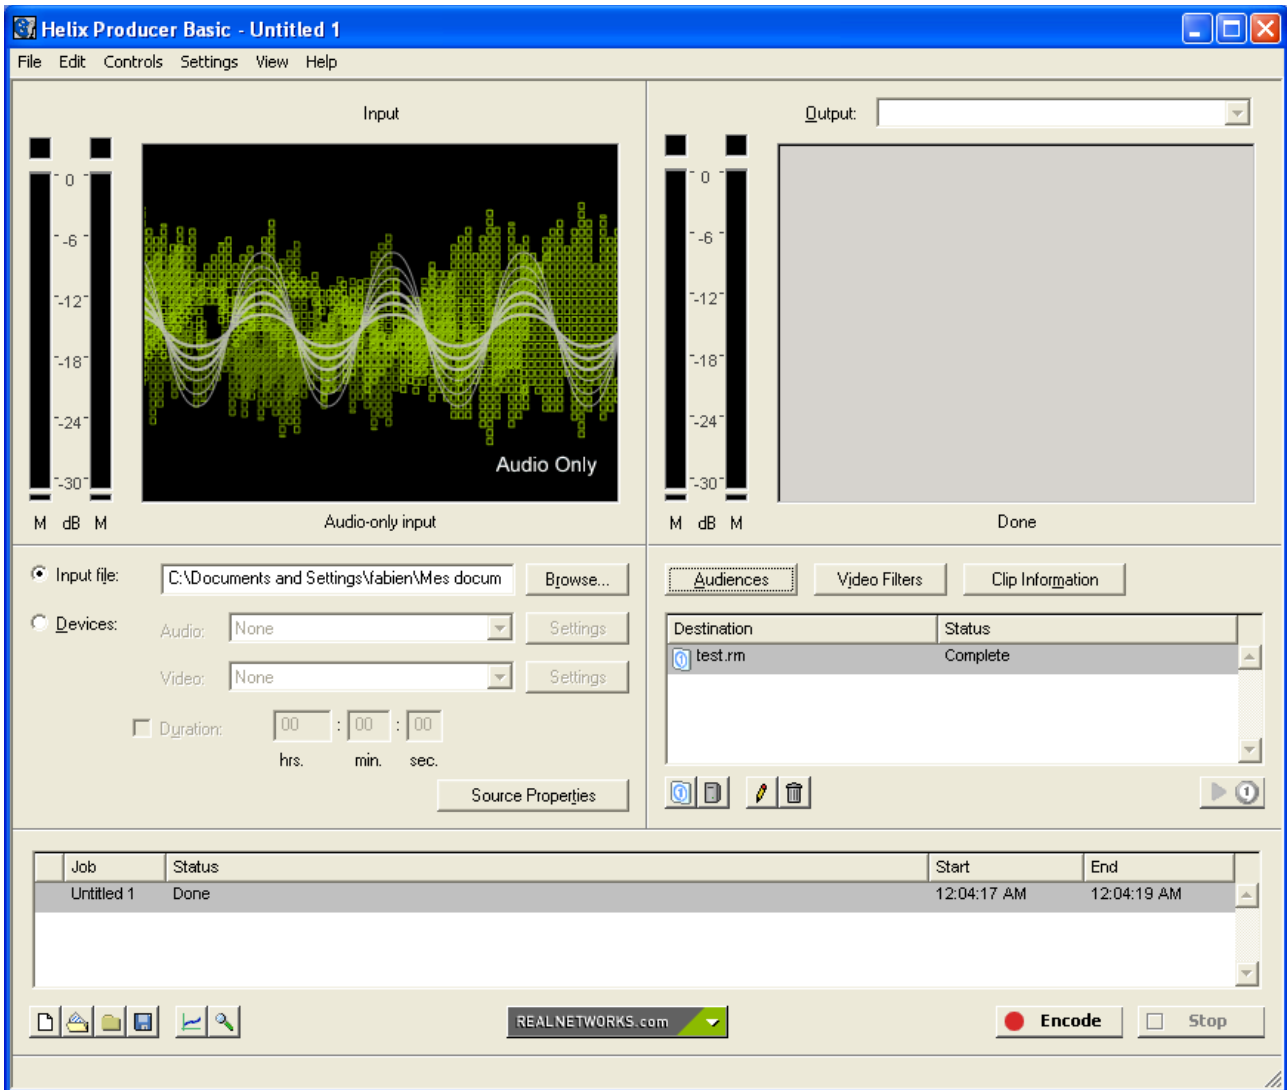 Helix Producer Basic - Untitled 1
File Edit Controls Settings View Help
Input
0
-6
-12
-18
-24
-30
M dB M
Audio Only
Audio-only input
Output:
0
-6
-12
-18
-24
-30
M dB M
Done
Input file: C:\Documents and Settings\fabien\Mes docum Browse...
Devices: Audio: None Settings
Video: None Settings
Duration: 00 : 00 : 00
hrs. min. sec.
Source Properties
Audiences Video Filters Clip Information
Destination Status
test.rm Complete
Job Status Start End
Untitled 1 Done 12:04:17 AM 12:04:19 AM
REALNETWORKS.com
Encode Stop